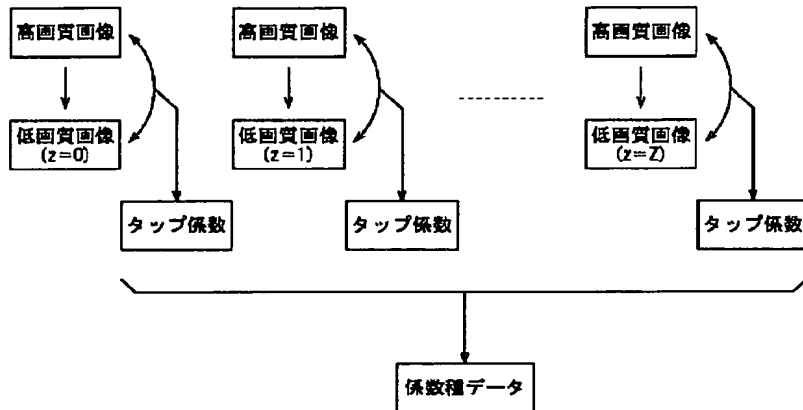 高画質画像
高画質画像
高画質画像
低画質画像
(z=0)
低画質画像
(z=1)
低画質画像
(z=Z)
タップ係数
タップ係数
タップ係数
係数種データ